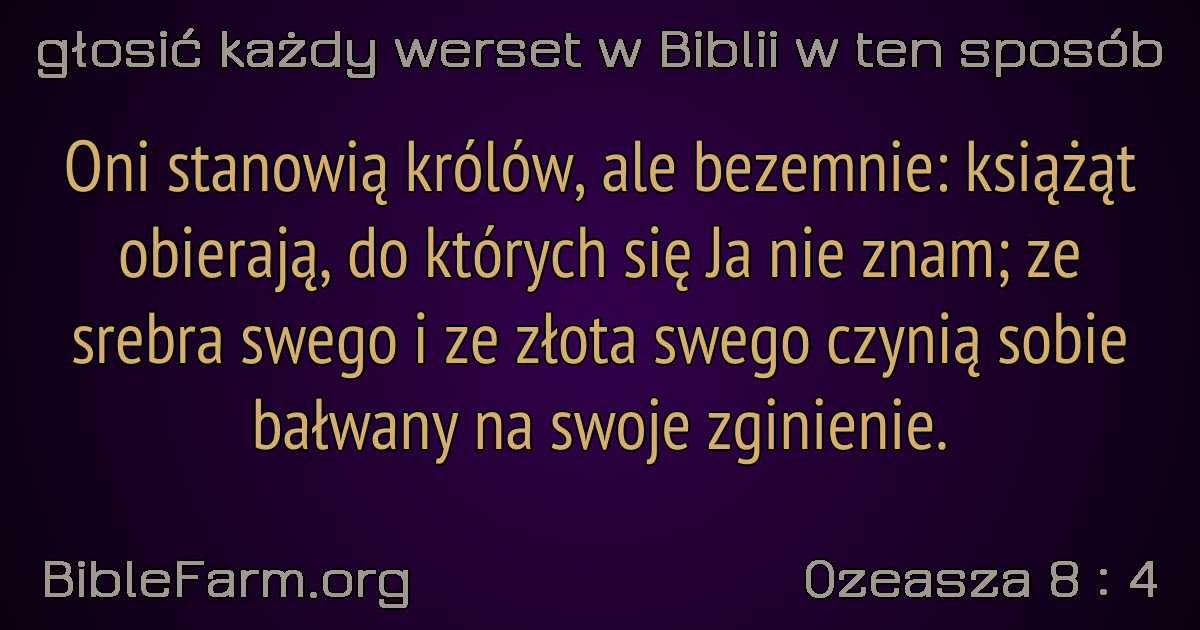 głosić każdy werset w Biblii w ten sposób
Oni stanowią królów, ale bezemnie: książąt
obierają, do których się Ja nie znam; ze
srebra swego i ze złota swego czynią sobie
bałwany na swoje zginienie.
BibleFarm.org
Ozeasza 8 : 4